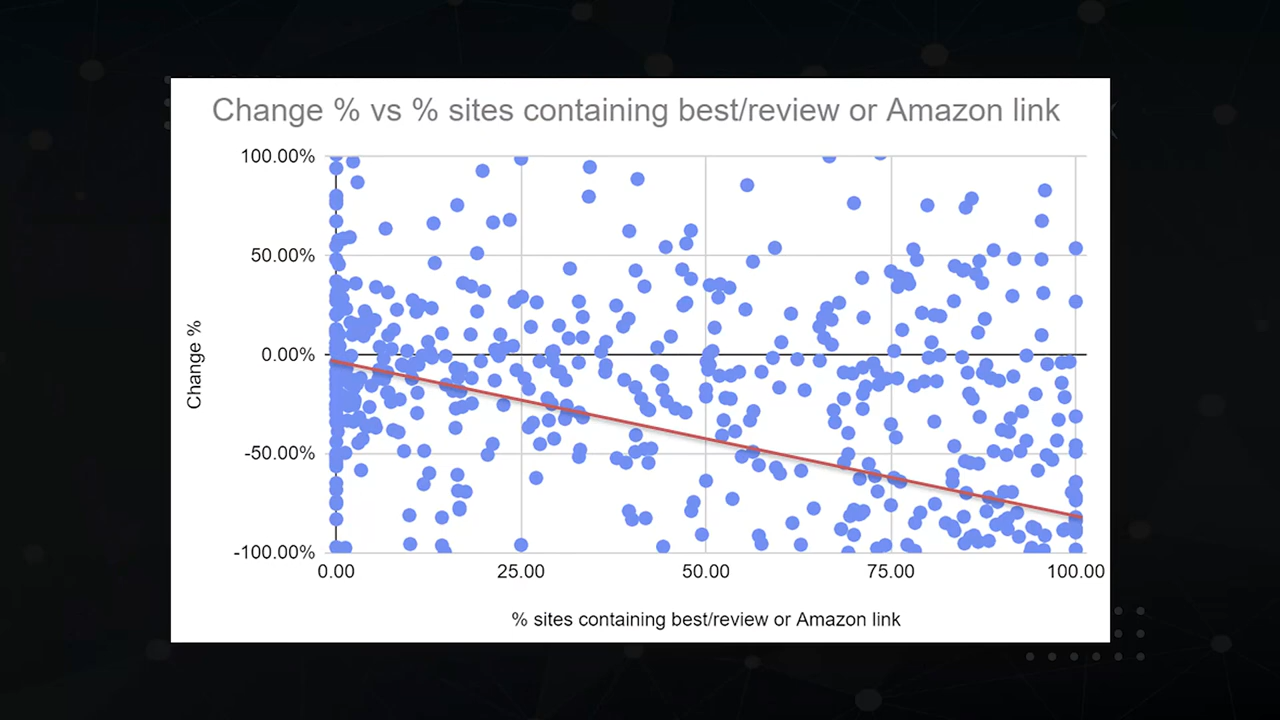 Change % vs % sites containing best/review or Amazon link
100.00%
50.00%
0.00%
-50.00%
-100.00%
Change %
0.00 25.00 50.00 75.00 100.00
% sites containing best/review or Amazon link